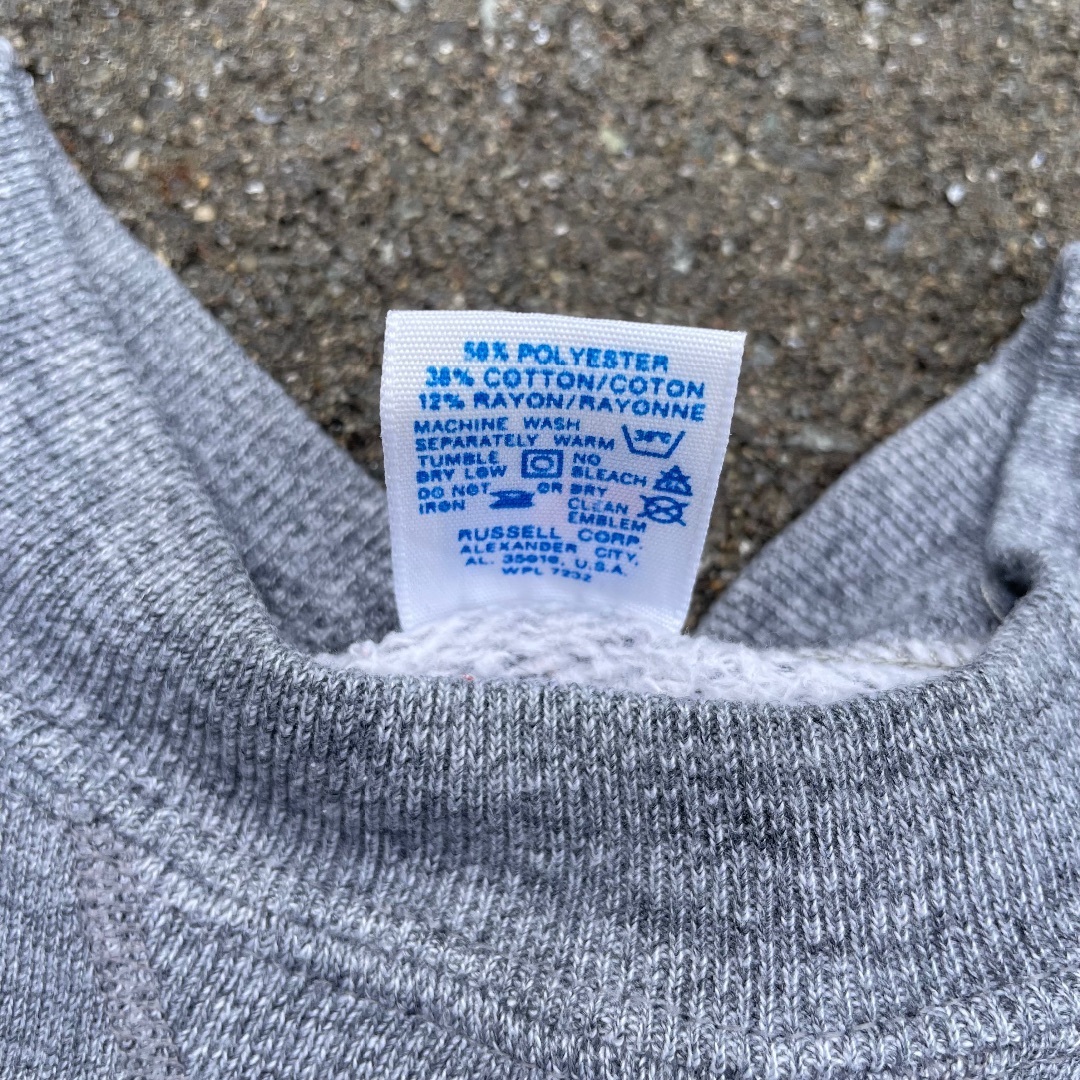 50% POLYESTER
38% COTTON/COTON
12% RAYON/RAYONNE
MACHINE WASH
SEPARATELY WARM
TUMBLE
DRY LOW
NO
BLEACH
DO NOT
IRON
OR DRY
CLEAN
EMBLEM
RUSSELL CORP.
ALEXANDER CITY,
AL. 35010, U.S.A.
WPL 7232